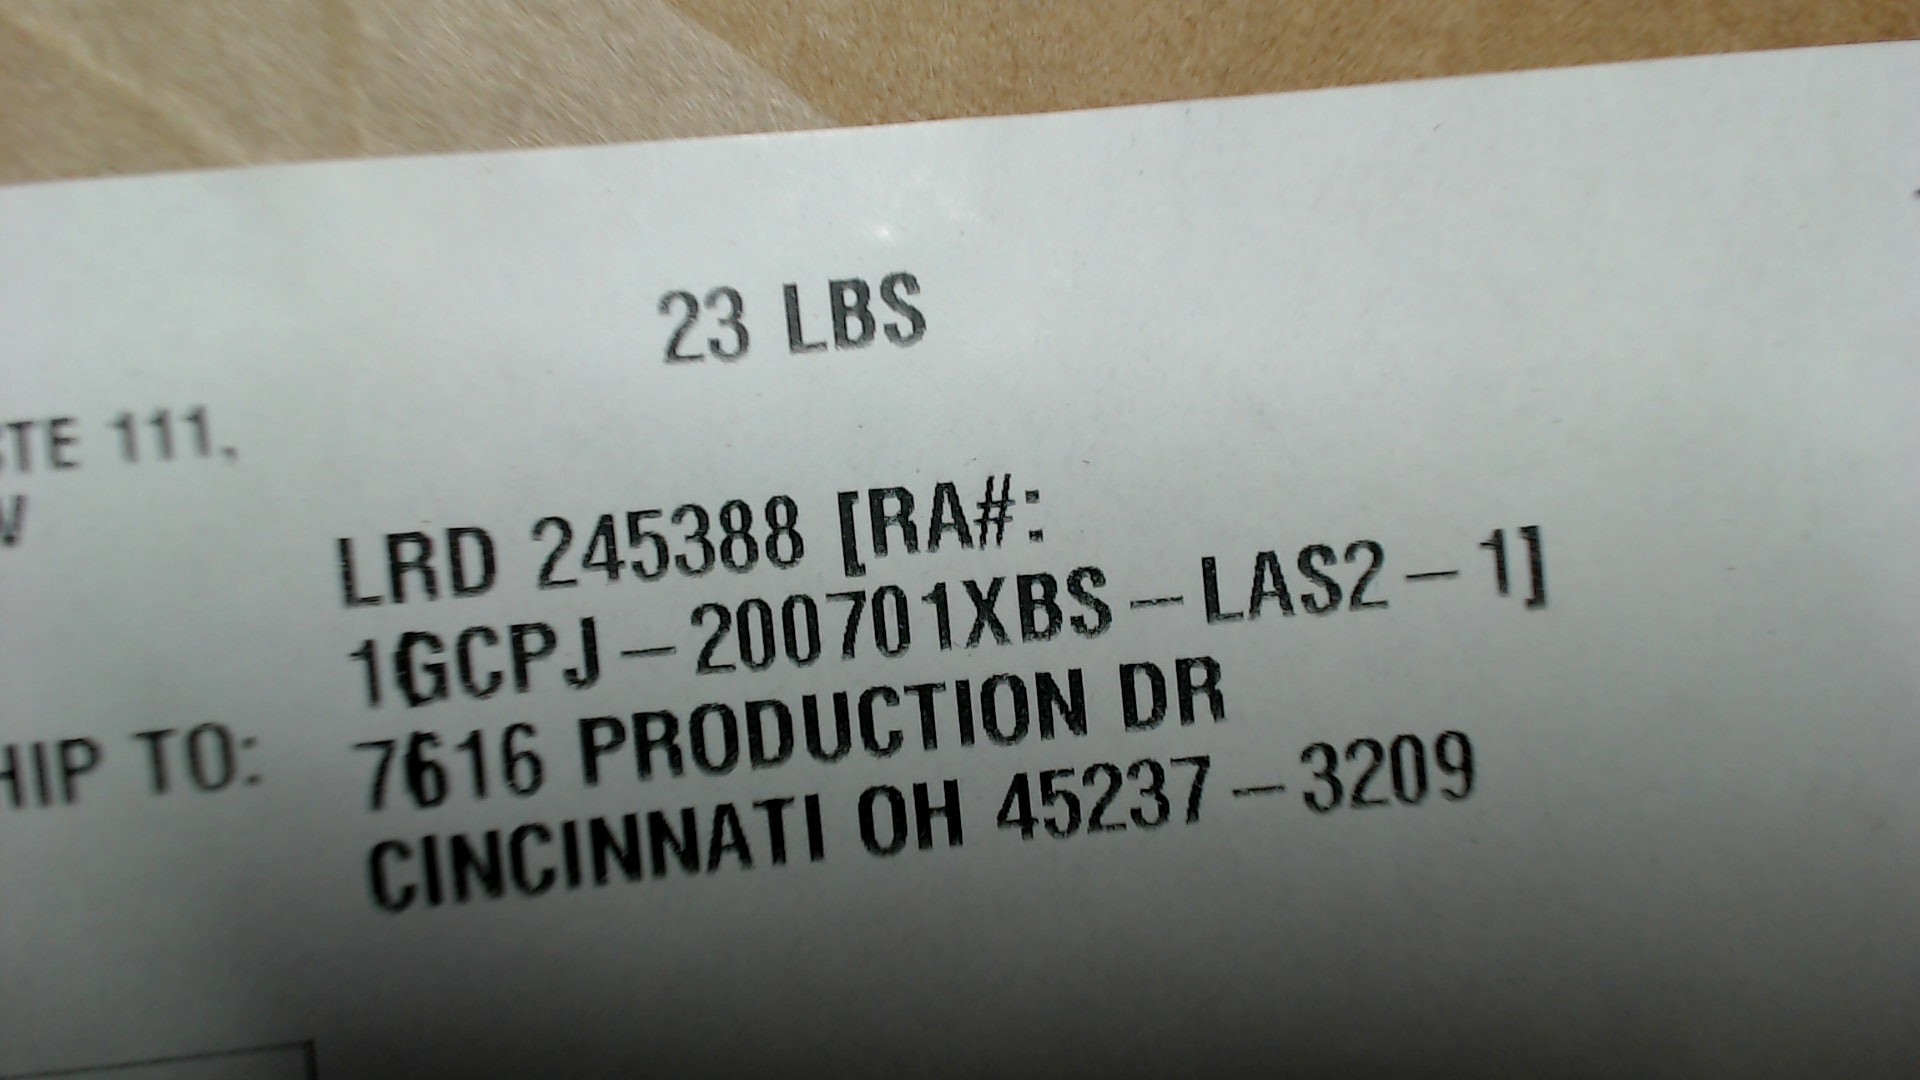 23 LBS
TE 111,
LRD 245388 [RA#:
1GCPJ-200701XBS-LAS2-1]
HIP TO: 7616 PRODUCTION DR
CINCINNATI OH 45237-3209